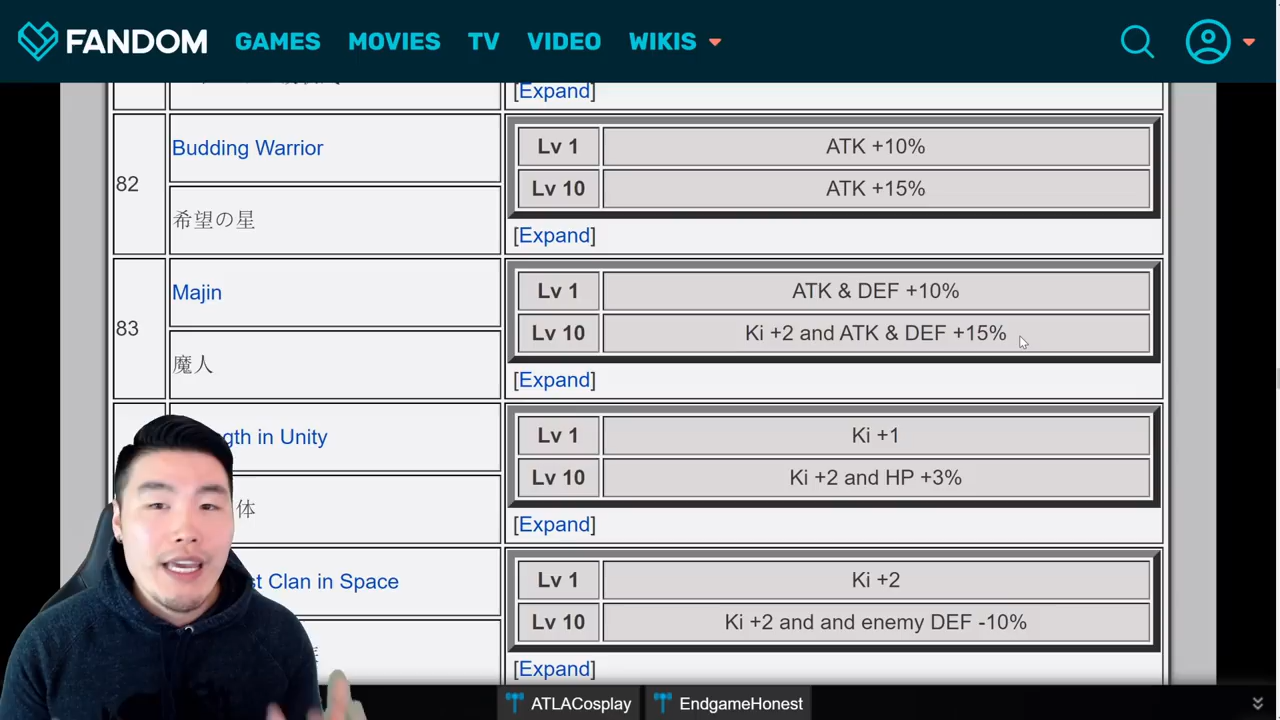 FANDOM GAMES MOVIES TV VIDEO WIKIS
[Expand]
82
Budding Warrior
希望の星
Lv 1 ATK +10%
Lv 10 ATK +15%
[Expand]
83
Majin
魔人
Lv 1 ATK & DEF +10%
Lv 10 Ki +2 and ATK & DEF +15%
[Expand]
in Unity
体
Lv 1 Ki +1
Lv 10 Ki +2 and HP +3%
[Expand]
Clan in Space
Lv 1 Ki +2
Lv 10 Ki +2 and and enemy DEF -10%
[Expand]
ATLACosplay EndgameHonest